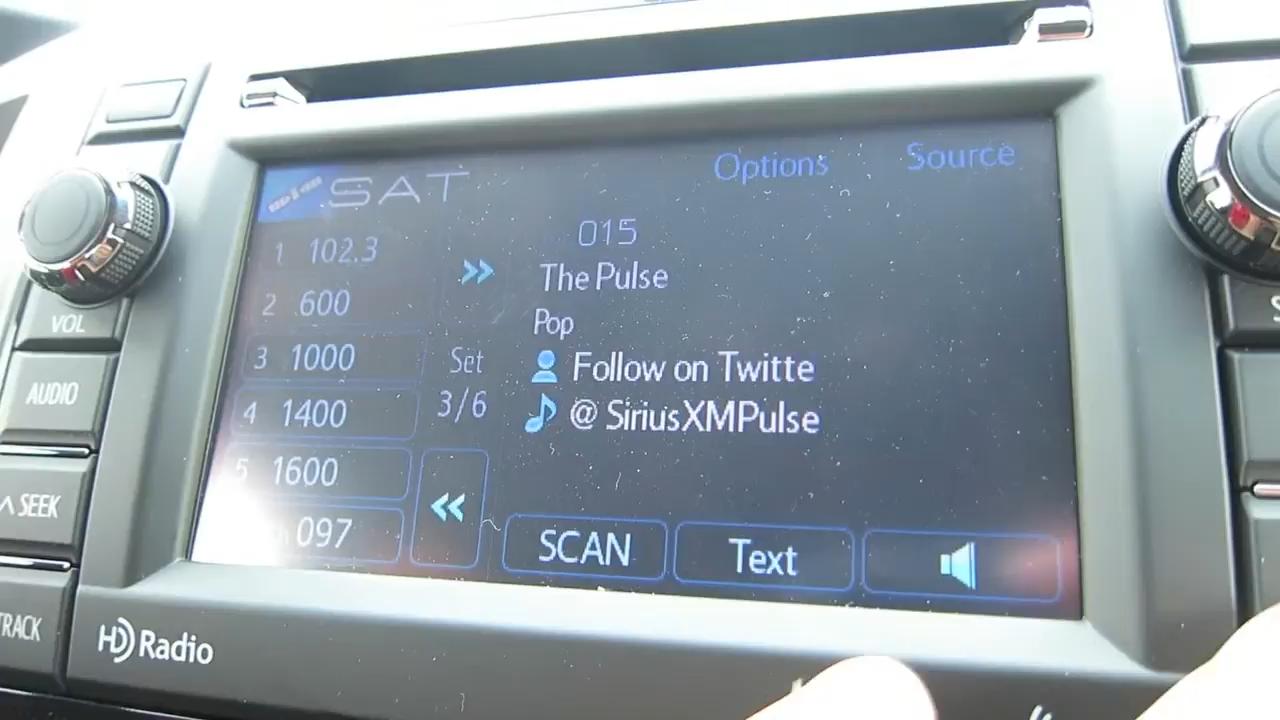 SAT
Options
Source
1 102.3
2 600
3 1000
4 1400
5 1600
097
Set
3/6
015
The Pulse
Pop
Follow on Twitte
@ SiriusXMPulse
SCAN
Text
VOL
AUDIO
SEEK
TRACK
HD Radio